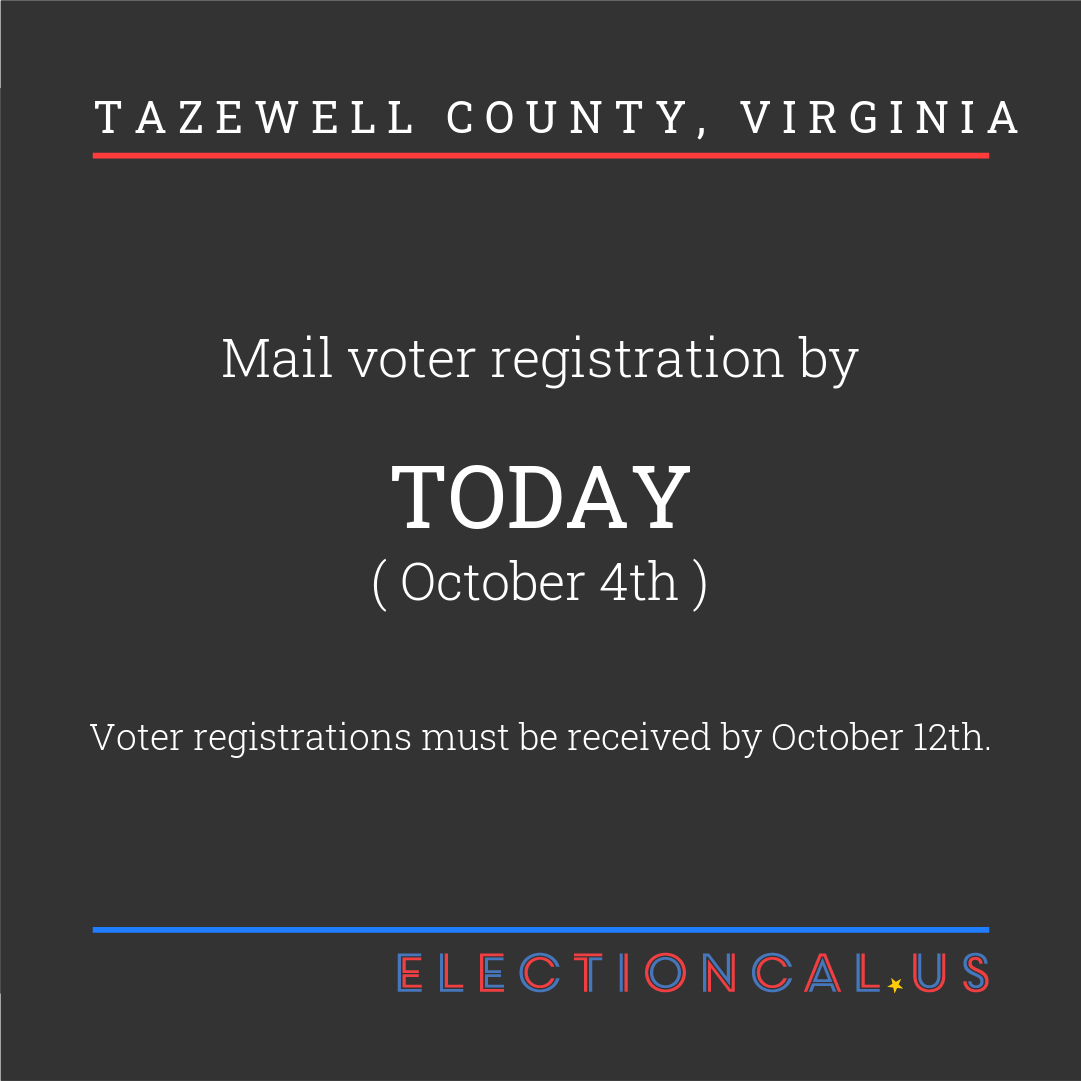 TAZEWELL COUNTY, VIRGINIA
Mail voter registration by
TODAY
( October 4th )
Voter registrations must be received by October 12th.
ELECTIONCAL.US